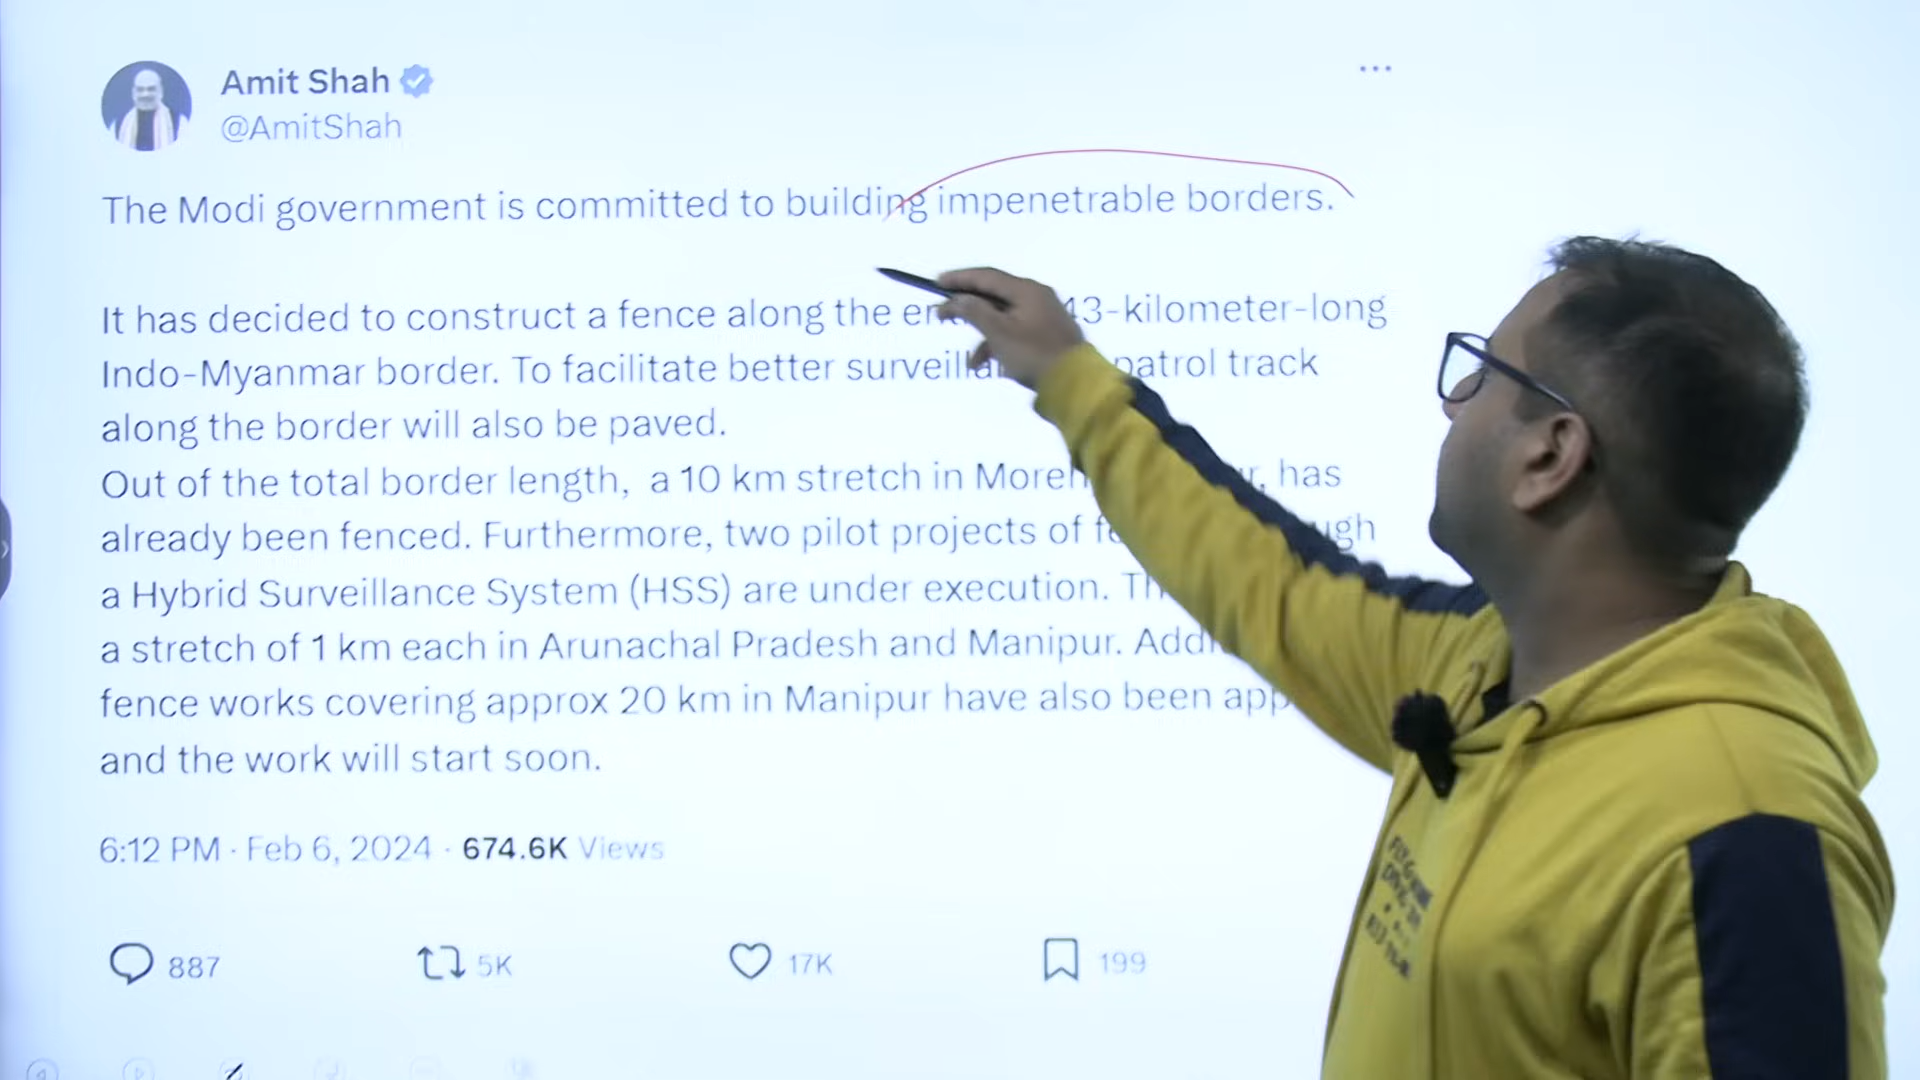 Amit Shah
@AmitShah
The Modi government is committed to building impenetrable borders.
It has decided to construct a fence along the 43-kilometer-long
Indo-Myanmar border. To facilitate better patrol track
along the border will also be paved.
Out of the total border length, a 10 km stretch in has
already been fenced. Furthermore, two pilot projects of
a Hybrid Surveillance System (HSS) are under execution.
a stretch of 1 km each in Arunachal Pradesh and Manipur.
fence works covering approx 20 km in Manipur have also been
and the work will start soon.
6:12 PM · Feb 6, 2024 · 674.6K Views
887 5K 17K 199